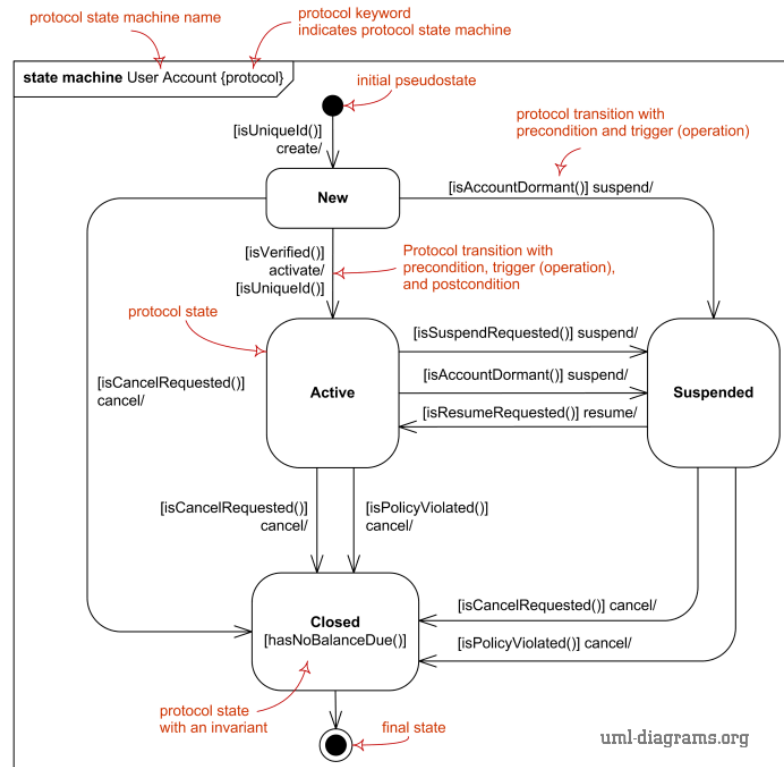 protocol state machine name
protocol keyword
indicates protocol state machine
state machine User Account {protocol}
initial pseudostate
[isUniqueId()]
create/
protocol transition with
precondition and trigger (operation)
New
[isAccountDormant()] suspend/
[isVerified()]
activate/
[isUniqueId()]
Protocol transition with
precondition, trigger (operation),
and postcondition
protocol state
[isSuspendRequested()] suspend/
[isCancelRequested()]
cancel/
[isAccountDormant()] suspend/
Active
Suspended
[isResumeRequested()] resume/
[isCancelRequested()]
cancel/
[isPolicyViolated()]
cancel/
Closed
[hasNoBalanceDue()]
[isCancelRequested()] cancel/
[isPolicyViolated()] cancel/
protocol state
with an invariant
final state
uml-diagrams.org